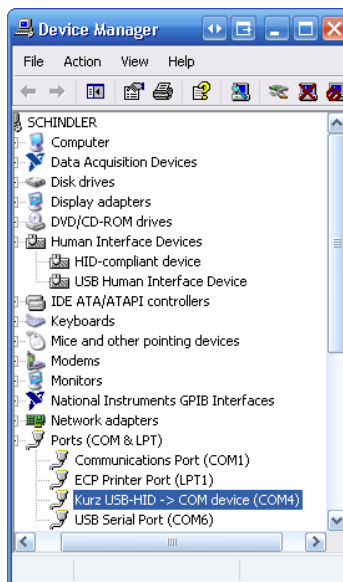 Device Manager
File Action View Help
SCHINDLER
Computer
Data Acquisition Devices
Disk drives
Display adapters
DVD/CD-ROM drives
Human Interface Devices
HID-compliant device
USB Human Interface Device
IDE ATA/ATAPI controllers
Keyboards
Mice and other pointing devices
Modems
Monitors
National Instruments GPIB Interfaces
Network adapters
Ports (COM & LPT)
Communications Port (COM1)
ECP Printer Port (LPT1)
Kurz USB-HID -> COM device (COM4)
USB Serial Port (COM6)